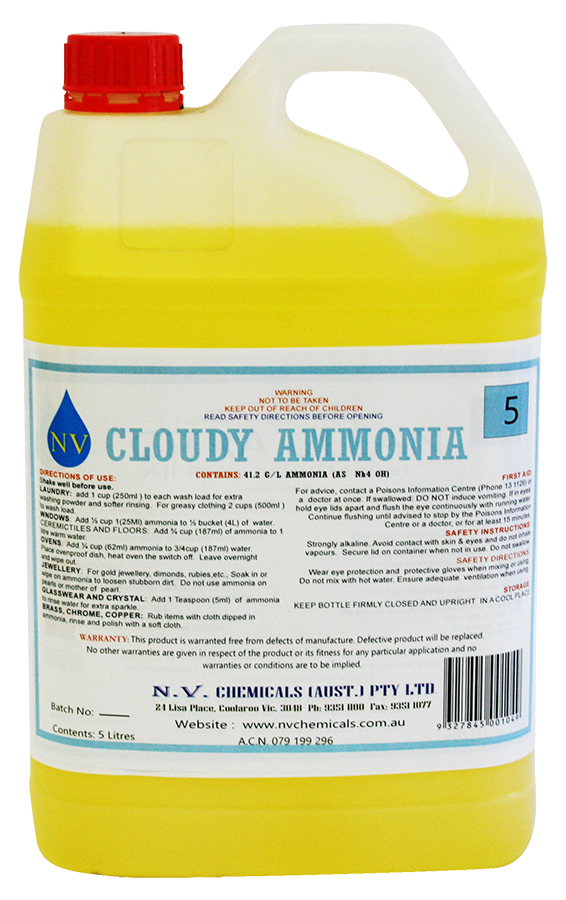 WARNING
NOT TO BE TAKEN
KEEP OUT OF REACH OF CHILDREN
READ SAFETY DIRECTIONS BEFORE OPENING
5
NV
CLOUDY AMMONIA
CONTAINS: 41.2 G/L AMMONIA (AS Nh4 OH)
DIRECTIONS OF USE:
Shake well before use.
LAUNDRY: add 1 cup (250ml ) to each wash load for extra
washing powder and softer rinsing. For greasy clothing 2 cups (500ml )
to wash load.
WINDOWS: Add ½ cup 1(25Ml) ammonia to ½ bucket (4L) of water.
CEREMICTILES AND FLOORS: Add ¾ cup (187ml) of ammonia to 1
litre warm water.
OVENS: Add ¼ cup (62ml) ammonia to 3/4cup (187ml) water.
Place ovenproof dish, heat oven the switch off. Leave overnight
and wipe out.
JEWELLERY: For gold jewellery, dimonds, rubies,etc., Soak in or
wipe on ammonia to loosen stubborn dirt. Do not use ammonia on
pearls or mother of pearl.
GLASSWEAR AND CRYSTAL: Add 1 Teaspoon (5ml) of ammonia
to rinse water for extra sparkle.
BRASS, CHROME, COPPER: Rub items with cloth dipped in
ammonia, rinse and polish with a soft cloth.
FIRST AID:
For advice, contact a Poisons Information Centre (Phone 13 1126) or
a doctor at once. If swallowed: DO NOT induce vomiting. If in eyes
hold eye lids apart and flush the eye continuously with running water.
Continue flushing until advised to stop by the Poisons Information
Centre or a doctor, or for at least 15 minutes
SAFETY INSTRUCTIONS
Strongly alkaline. Avoid contact with skin & eyes and do not inhale
vapours. Secure lid on container when not in use. Do not swallow
SAFETY DIRECTIONS
Wear eye protection and protective gloves when mixing or using.
Do not mix with hot water. Ensure adequate ventilation when using.
STORAGE
KEEP BOTTLE FIRMLY CLOSED AND UPRIGHT IN A COOL PLACE
WARRANTY: This product is warranted free from defects of manufacture. Defective product will be replaced.
No other warranties are given in respect of the product or its fitness for any particular application and no
warranties or conditions are to be implied.
N.V. CHEMICALS (AUST.) PTY LTD.
24 Lisa Place, Coolaroo Vic. 3048 Ph: 9351 1100 Fax: 9351 1077
Batch No:
Website : www.nvchemicals.com.au
Contents: 5 Litres
A.C.N. 079 199 296
9 327845 001049